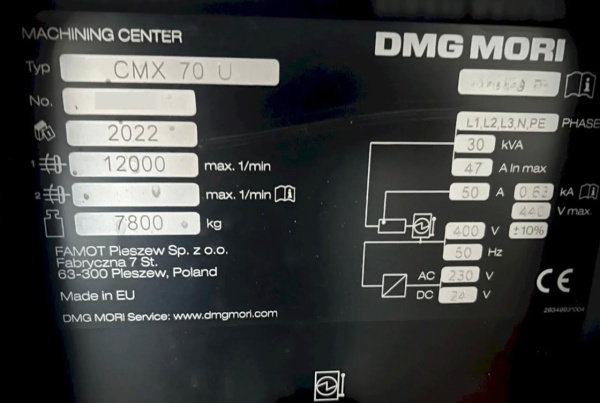 MACHINING CENTER
DMG MORI
Typ CMX 70 U
No.
2022
L1,L2,L3,N,PE PHASE
30 kVA
1 12000 max. 1/min
47 A In max
2 max. 1/min
50 A 0.63 kA
440 V max.
7800 kg
400 V ±10%
50 Hz
FAMOT Pleszew Sp. z o.o.
Fabryczna 7 St.
63-300 Pleszew, Poland
AC 230 V
DC 24 V
CE
Made in EU
DMG MORI Service: www.dmgmori.com